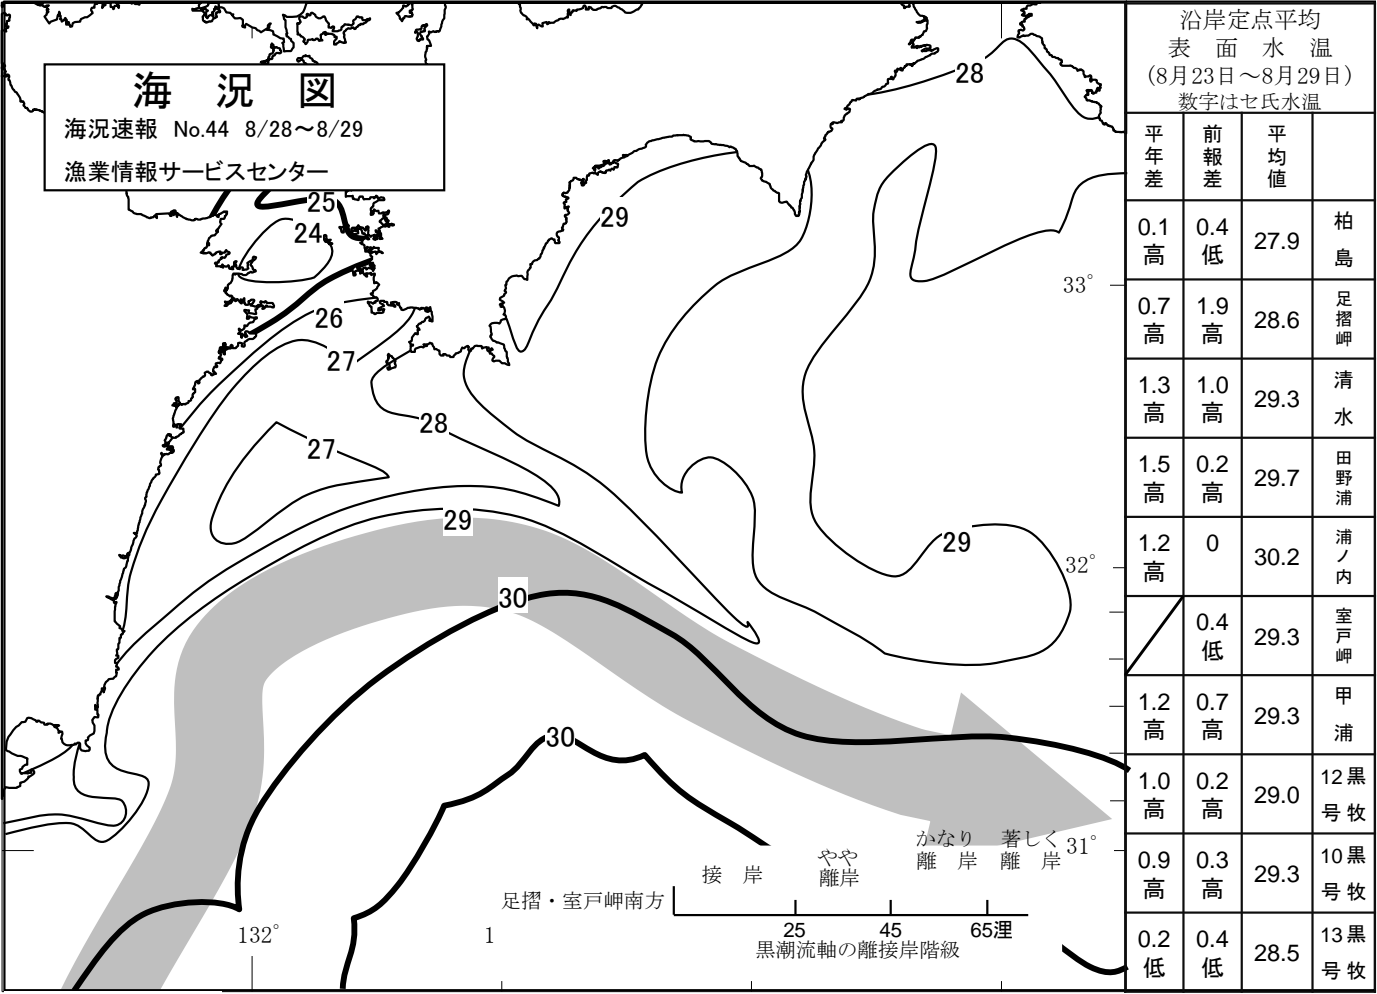 海況図
海況速報 No.44 8/28～8/29
漁業情報サービスセンター
25
24
26
27
27
28
29
28
29
29
30
30
33°
32°
31°
132°
1
接岸
やや
離岸
かなり
離岸
著しく
離岸
足摺・室戸岬南方
25 45 65浬
黒潮流軸の離接岸階級
沿岸定点平均
表面水温
(8月23日～8月29日)
数字はセ氏水温
平年差 前報差 平均値
0.1高 0.4低 27.9 柏島
0.7高 1.9高 28.6 足摺岬
1.3高 1.0高 29.3 清水
1.5高 0.2高 29.7 田野浦
1.2高 0 30.2 浦ノ内
0.4低 29.3 室戸岬
1.2高 0.7高 29.3 甲浦
1.0高 0.2高 29.0 12号黒牧
0.9高 0.3高 29.3 10号黒牧
0.2低 0.4低 28.5 13号黒牧